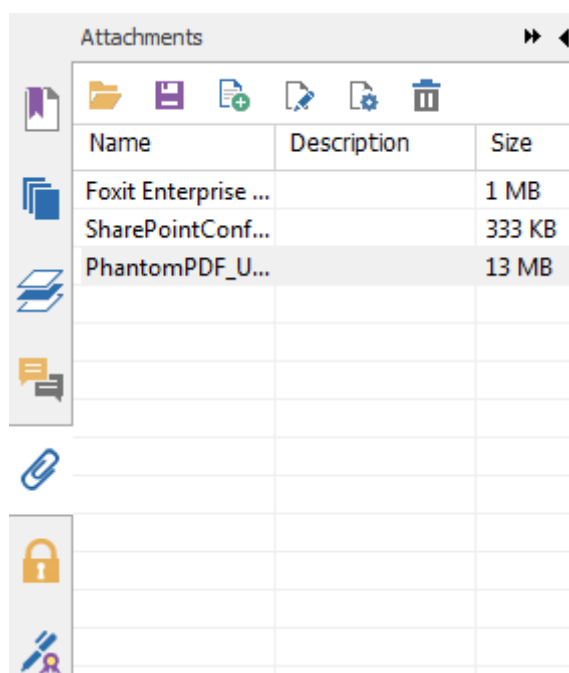 Attachments
Name Description Size
Foxit Enterprise ... 1 MB
SharePointConf... 333 KB
PhantomPDF_U... 13 MB